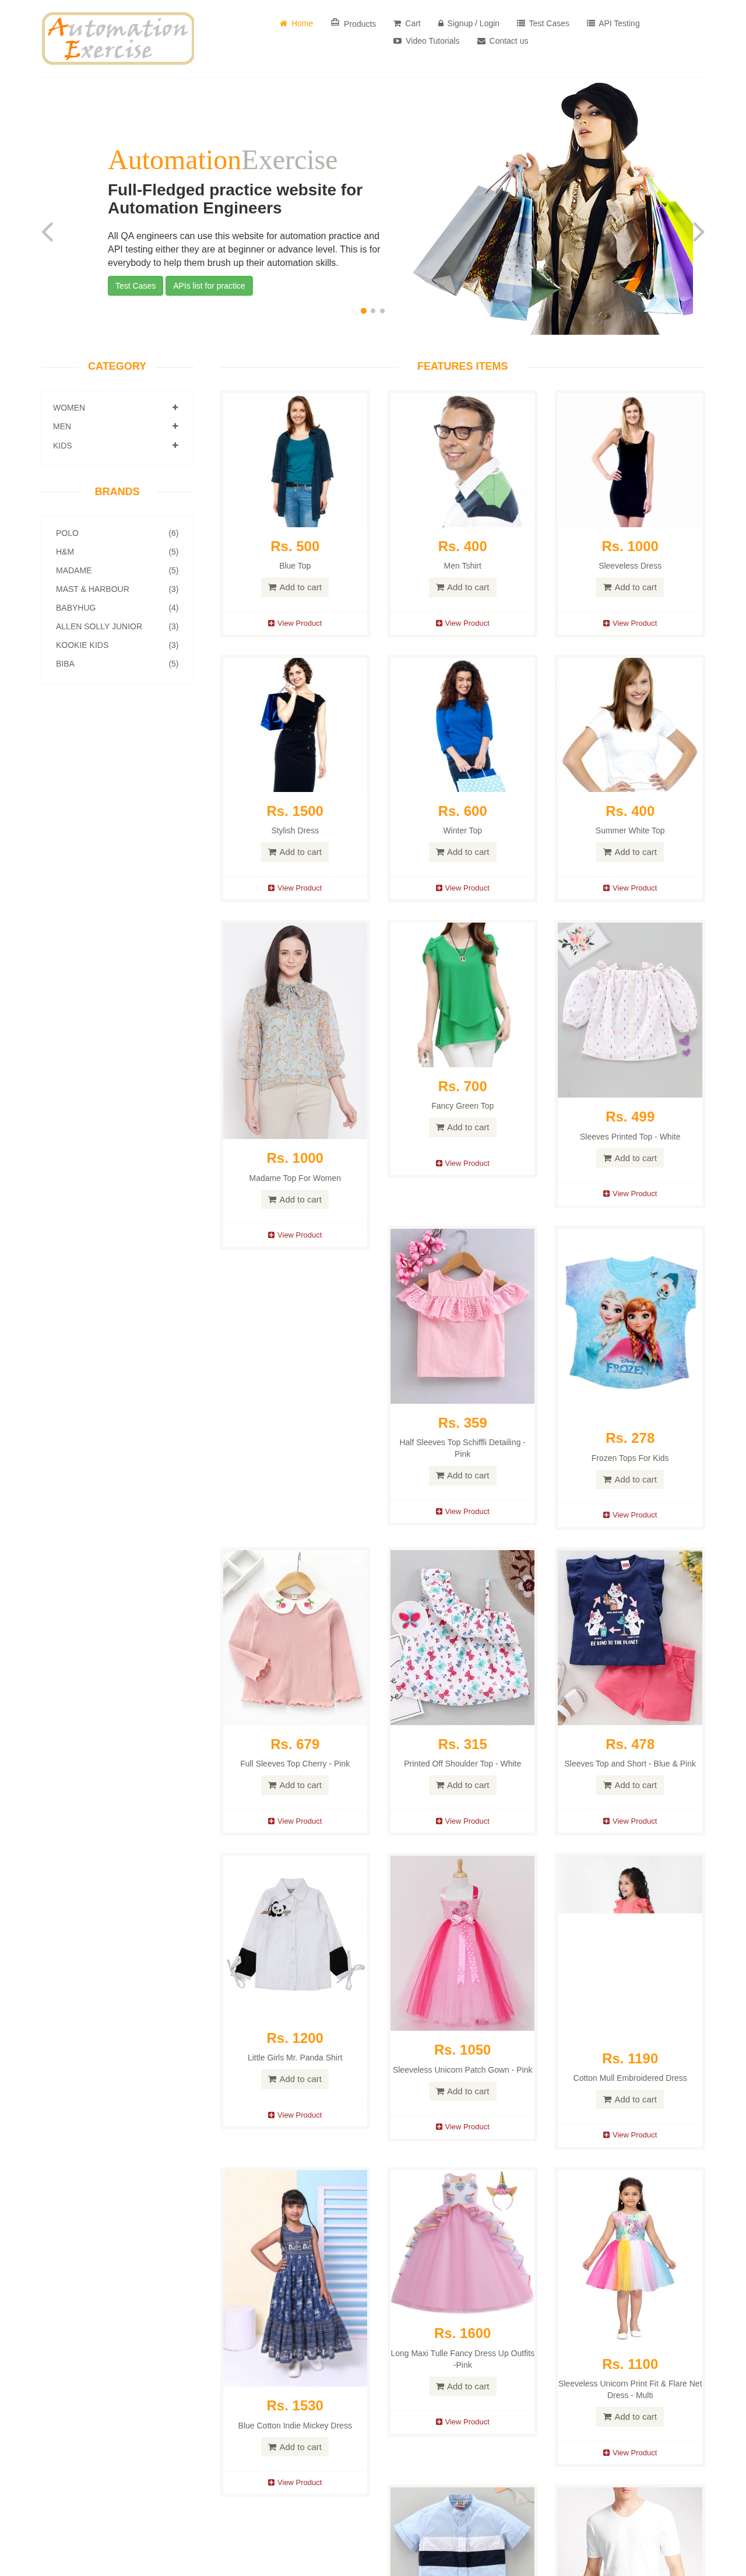 Automation
Exercise
Home
Products
Cart
Signup / Login
Test Cases
API Testing
Video Tutorials
Contact us
AutomationExercise
Full-Fledged practice website for
Automation Engineers
All QA engineers can use this website for automation practice and
API testing either they are at beginner or advance level. This is for
everybody to help them brush up their automation skills.
Test Cases
APIs list for practice
CATEGORY
WOMEN
MEN
KIDS
BRANDS
POLO (6)
H&M (5)
MADAME (5)
MAST & HARBOUR (3)
BABYHUG (4)
ALLEN SOLLY JUNIOR (3)
KOOKIE KIDS (3)
BIBA (5)
FEATURES ITEMS
Rs. 500
Blue Top
Add to cart
View Product
Rs. 400
Men Tshirt
Add to cart
View Product
Rs. 1000
Sleeveless Dress
Add to cart
View Product
Rs. 1500
Stylish Dress
Add to cart
View Product
Rs. 600
Winter Top
Add to cart
View Product
Rs. 400
Summer White Top
Add to cart
View Product
Rs. 1000
Madame Top For Women
Add to cart
View Product
Rs. 700
Fancy Green Top
Add to cart
View Product
Rs. 499
Sleeves Printed Top - White
Add to cart
View Product
Rs. 359
Half Sleeves Top Schiffli Detailing -
Pink
Add to cart
View Product
FROZEN
Rs. 278
Frozen Tops For Kids
Add to cart
View Product
Rs. 679
Full Sleeves Top Cherry - Pink
Add to cart
View Product
Rs. 315
Printed Off Shoulder Top - White
Add to cart
View Product
BE KIND TO THE PLANET
Rs. 478
Sleeves Top and Short - Blue & Pink
Add to cart
View Product
Rs. 1200
Little Girls Mr. Panda Shirt
Add to cart
View Product
Rs. 1050
Sleeveless Unicorn Patch Gown - Pink
Add to cart
View Product
Rs. 1190
Cotton Mull Embroidered Dress
Add to cart
View Product
Rs. 1530
Blue Cotton Indie Mickey Dress
Add to cart
View Product
Rs. 1600
Long Maxi Tulle Fancy Dress Up Outfits
-Pink
Add to cart
View Product
Rs. 1100
Sleeveless Unicorn Print Fit & Flare Net
Dress - Multi
Add to cart
View Product